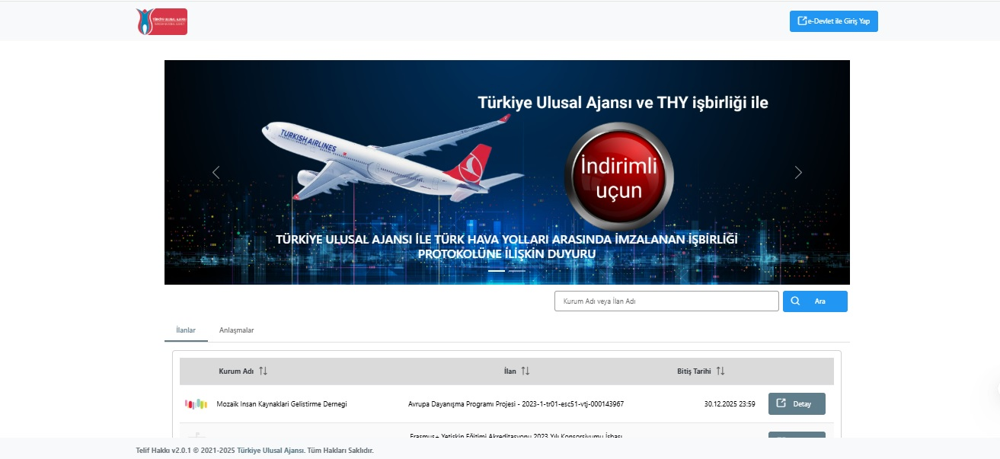 TÜRKİYE ULUSAL AJANSI
TURKISH NATIONAL AGENCY
e-Devlet ile Giriş Yap
Türkiye Ulusal Ajansı ve THY işbirliği ile
TURKISH AIRLINES
İndirimli
uçun
TÜRKİYE ULUSAL AJANSI İLE TÜRK HAVA YOLLARI ARASINDA İMZALANAN İŞBİRLİĞİ
PROTOKOLÜNE İLİŞKİN DUYURU
Kurum Adı veya İlan Adı
Ara
İlanlar Anlaşmalar
Kurum Adı İlan Bitiş Tarihi
Mozaik Insan Kaynaklari Gelistirme Dernegi Avrupa Dayanışma Programı Projesi - 2023-1-tr01-esc51-vtj-000143967 30.12.2025 23:59 Detay
Erasmus+ Yetişkin Eğitimi Akreditasyonu 2023 Yılı Konsorsiyumu İşbaşı
Telif Hakkı v2.0.1 © 2021-2025 Türkiye Ulusal Ajansı. Tüm Hakları Saklıdır.